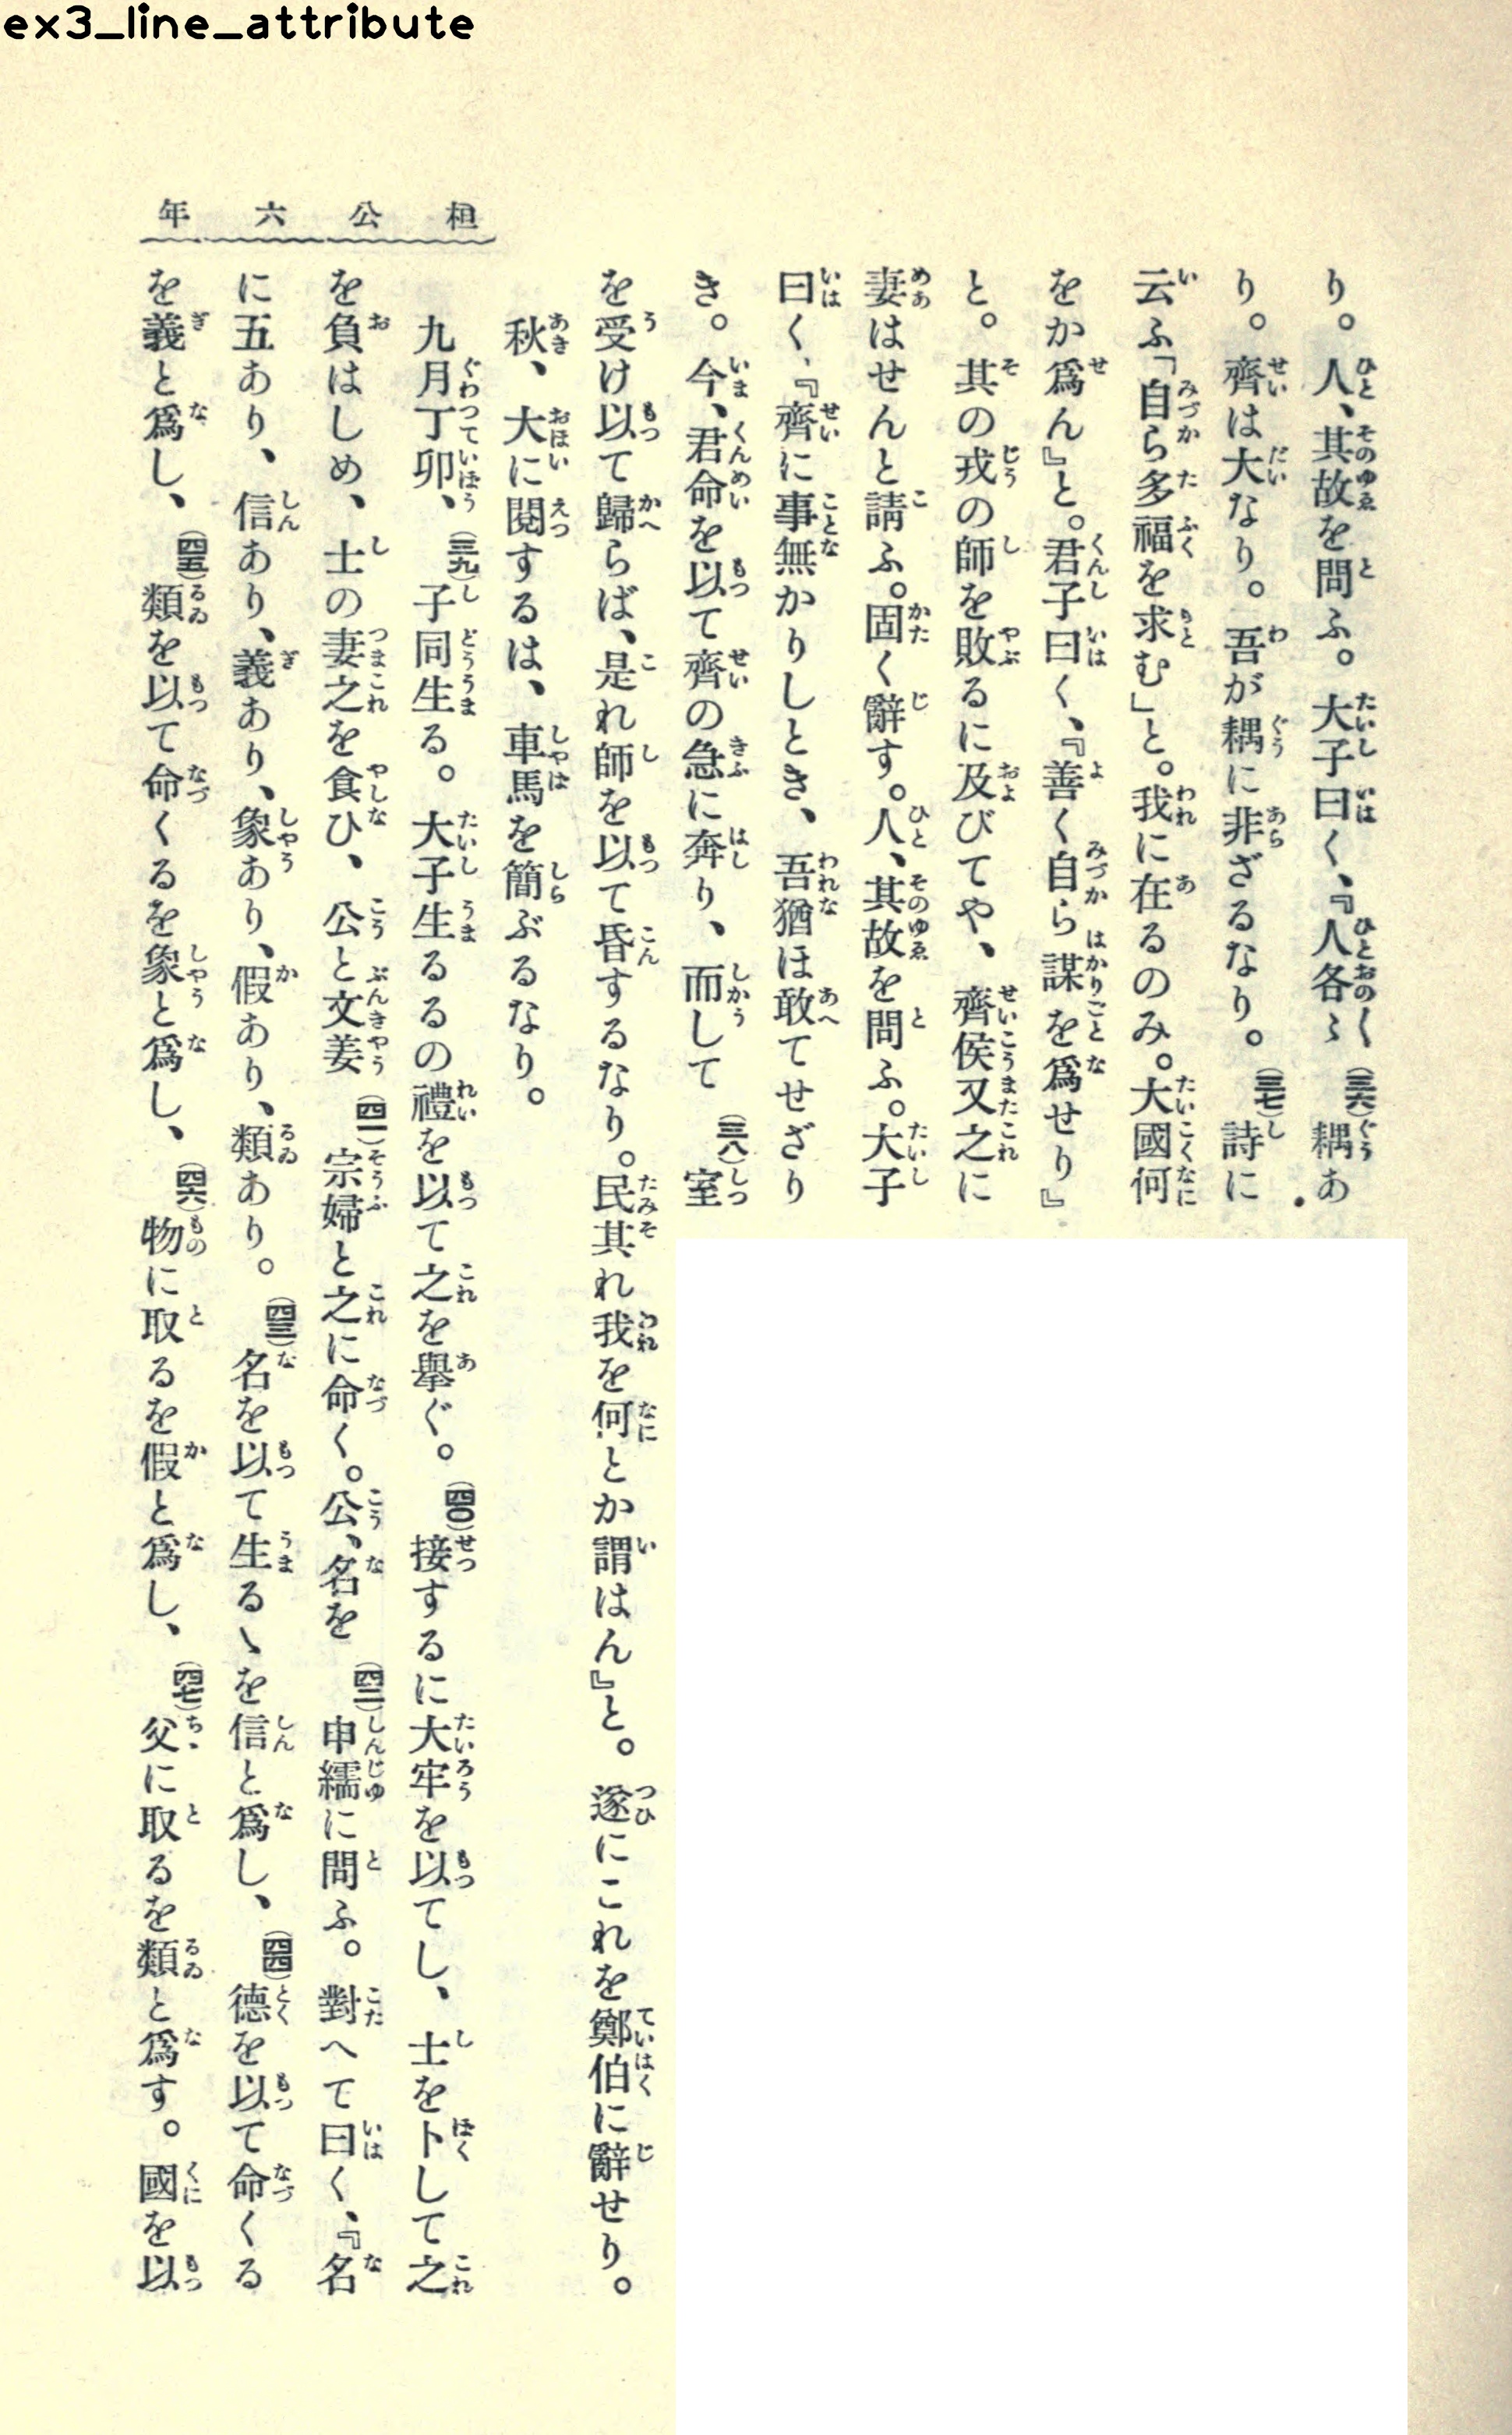 ex3_line_attribute
桓公六年
り。人、其故を問ふ。大子曰く、『人各〻(三六)耦あ
り。齊は大なり。吾が耦に非ざるなり。(三七)詩に
云ふ「自ら多福を求む」と。我に在るのみ。大國何
をか爲ん』と。君子曰く、『善く自ら謀を爲せり』
と。其の戎の師を敗るに及びてや、齊侯又之に
妻はせんと請ふ。固く辭す。人、其故を問ふ。大子
曰く、『齊に事無かりしとき、吾猶ほ敢てせざり
き。今、君命を以て齊の急に奔り、而して(三八)室
を受け以て歸らば、是れ師を以て昏するなり。民其れ我を何とか謂はん』と。遂にこれを鄭伯に辭せり。
秋、大に閱するは、車馬を簡ぶるなり。
九月丁卯、(三九)子同生る。大子生るるの禮を以て之を擧ぐ。(四〇)接するに大牢を以てし、士を卜して之
を負はしめ、士の妻之を食ひ、公と文姜(四一)宗婦と之に命く。公、名を(四二)申繻に問ふ。對へて曰く、『名
に五あり、信あり、義あり、象あり、假あり、類あり。(四三)名を以て生るゝを信と爲し、(四四)德を以て命くる
を義と爲し、(四五)類を以て命くるを象と爲し、(四六)物に取るを假と爲し、(四七)父に取るを類と爲す。國を以